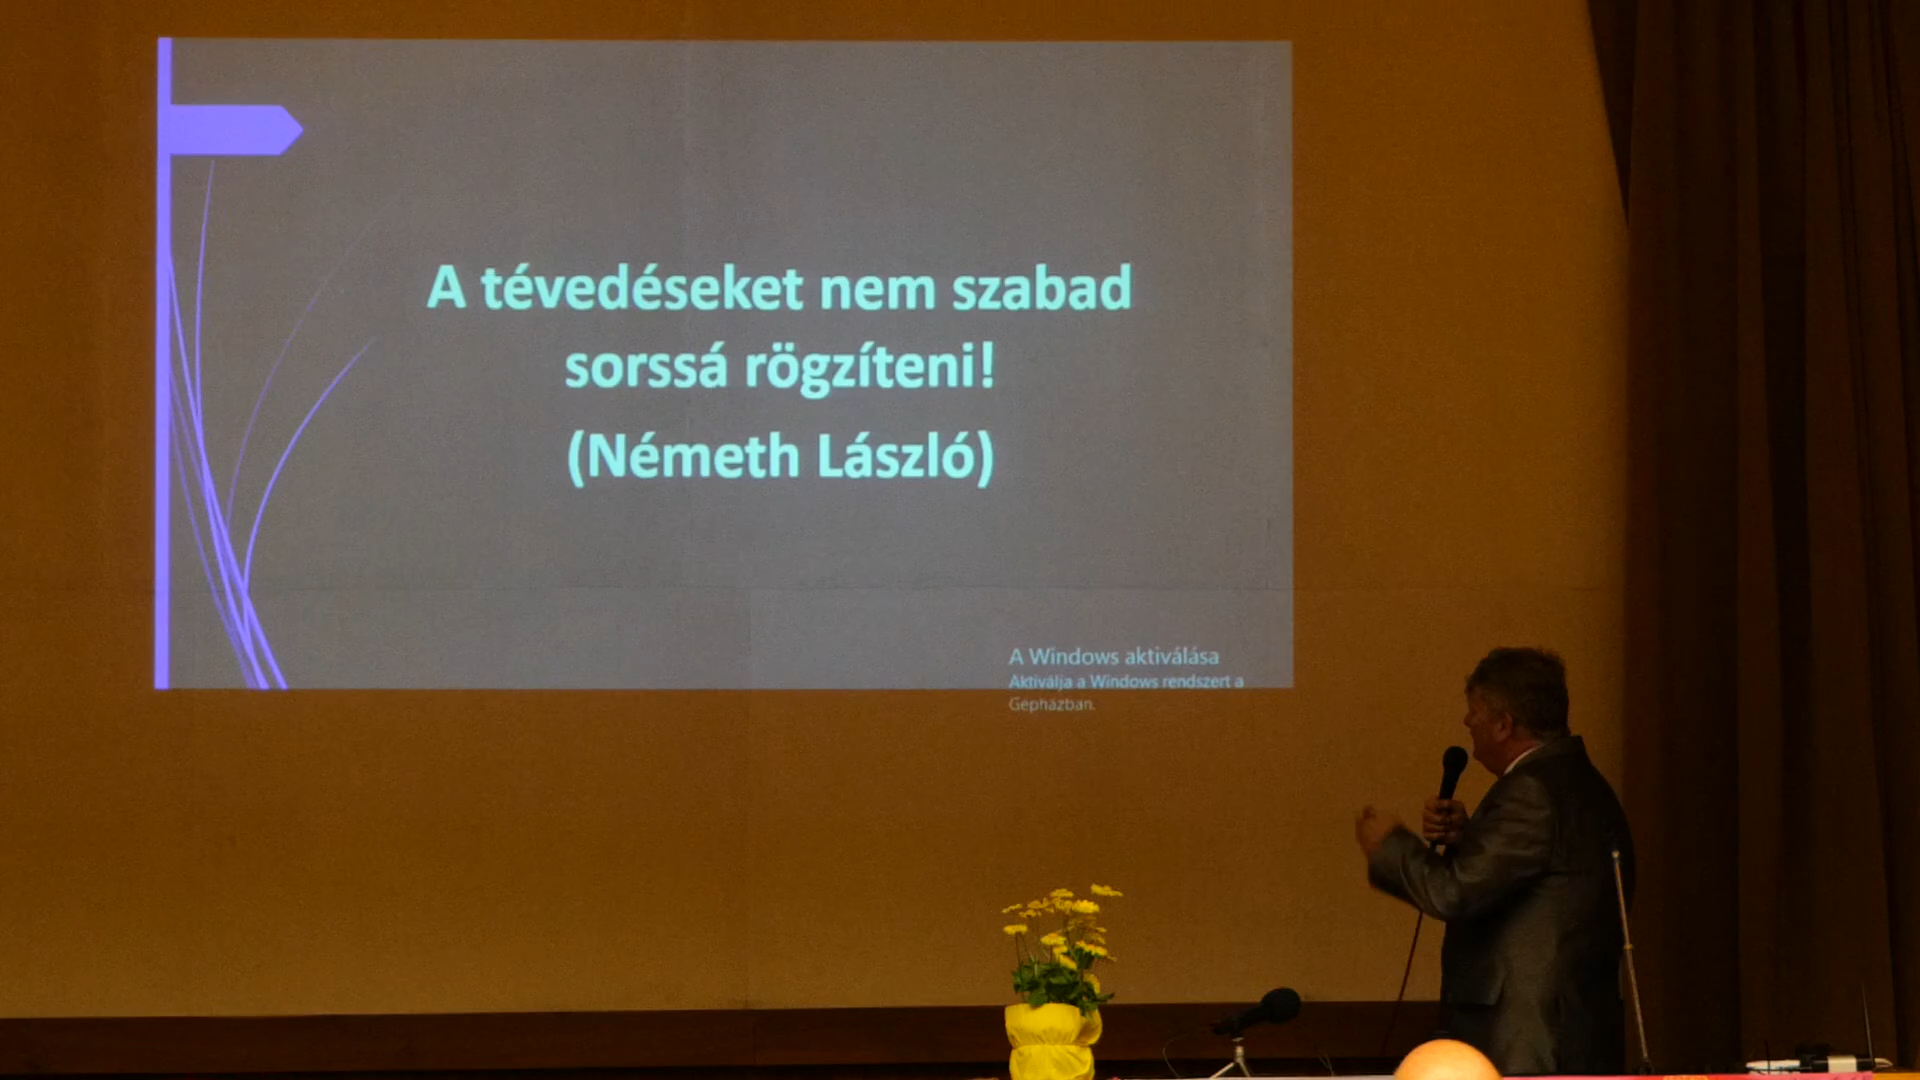 A tévedéseket nem szabad
sorssá rögzíteni!
(Németh László)
A Windows aktiválása
Aktiválja a Windows rendszert a
Gépházban.